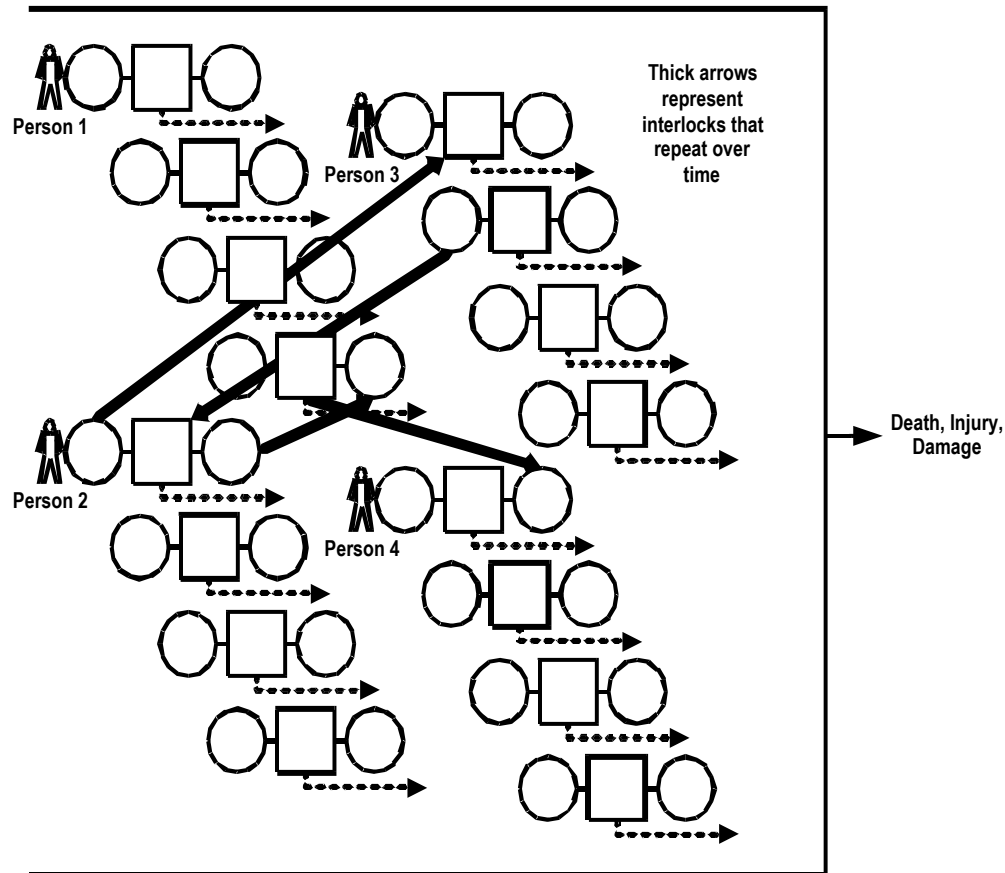 Person 1
Person 3
Thick arrows
represent
interlocks that
repeat over
time
Person 2
Person 4
Death, Injury,
Damage